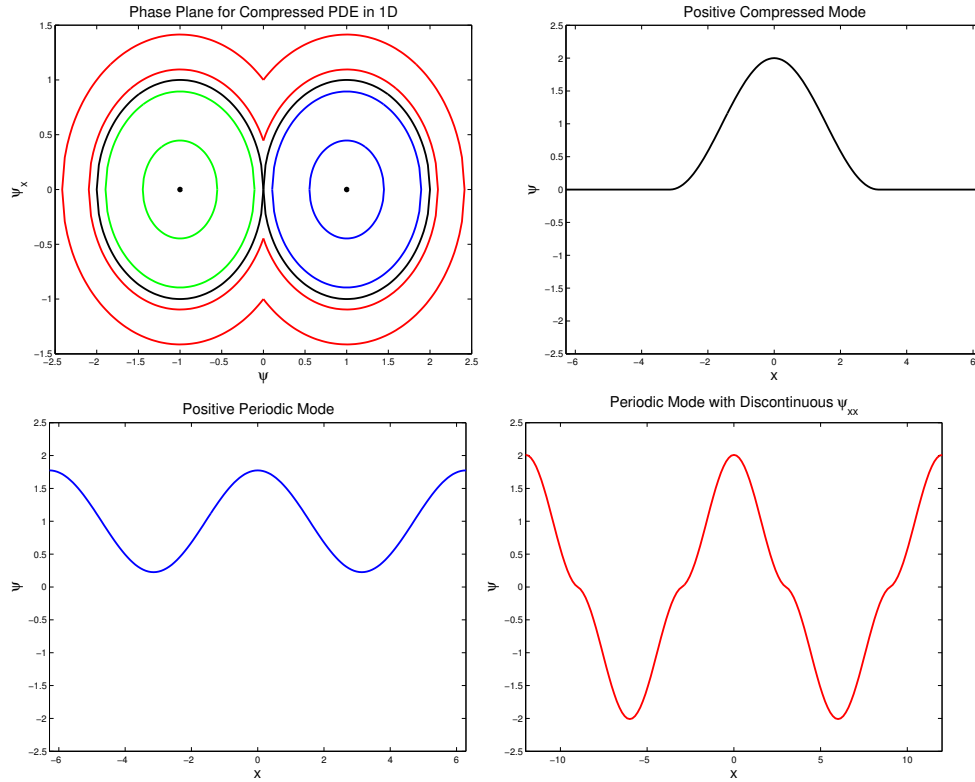 Phase Plane for Compressed PDE in 1D
1.5
1
0.5
0
−0.5
−1
−1.5
ψx
−2.5 −2 −1.5 −1 −0.5 0 0.5 1 1.5 2 2.5
ψ
Positive Compressed Mode
2.5
2
1.5
1
0.5
0
−0.5
−1
−1.5
−2
−2.5
ψ
−6 −4 −2 0 2 4 6
x
Positive Periodic Mode
2.5
2
1.5
1
0.5
0
−0.5
−1
−1.5
−2
−2.5
ψ
−6 −4 −2 0 2 4 6
x
Periodic Mode with Discontinuous ψxx
2.5
2
1.5
1
0.5
0
−0.5
−1
−1.5
−2
−2.5
ψ
−10 −5 0 5 10
x